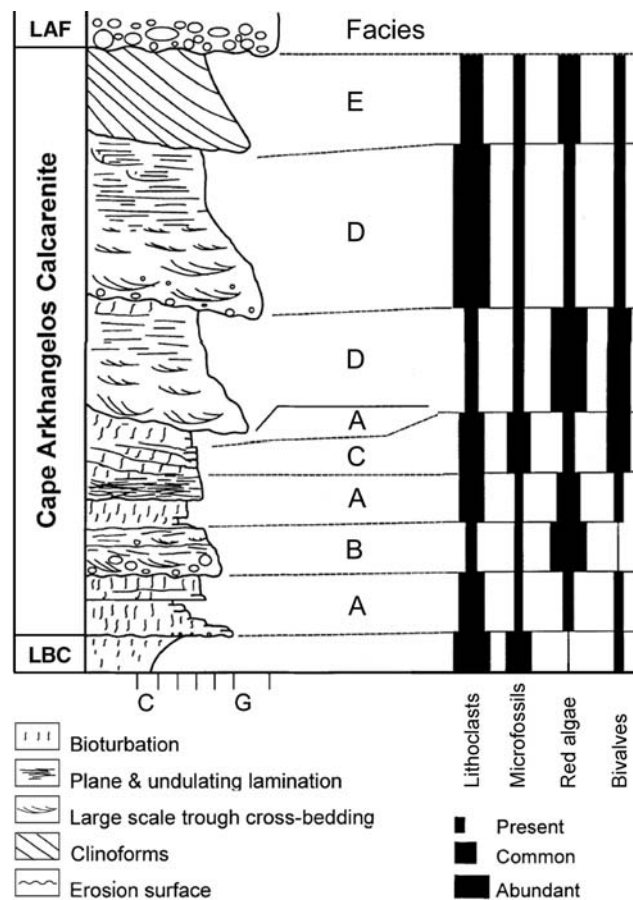 LAF
Facies
Cape Arkhangelos Calcarenite
E
D
D
A
C
A
B
A
LBC
C G
Lithoclasts
Microfossils
Red algae
Bivalves
Bioturbation
Plane & undulating lamination
Large scale trough cross-bedding
Clinoforms
Erosion surface
Present
Common
Abundant